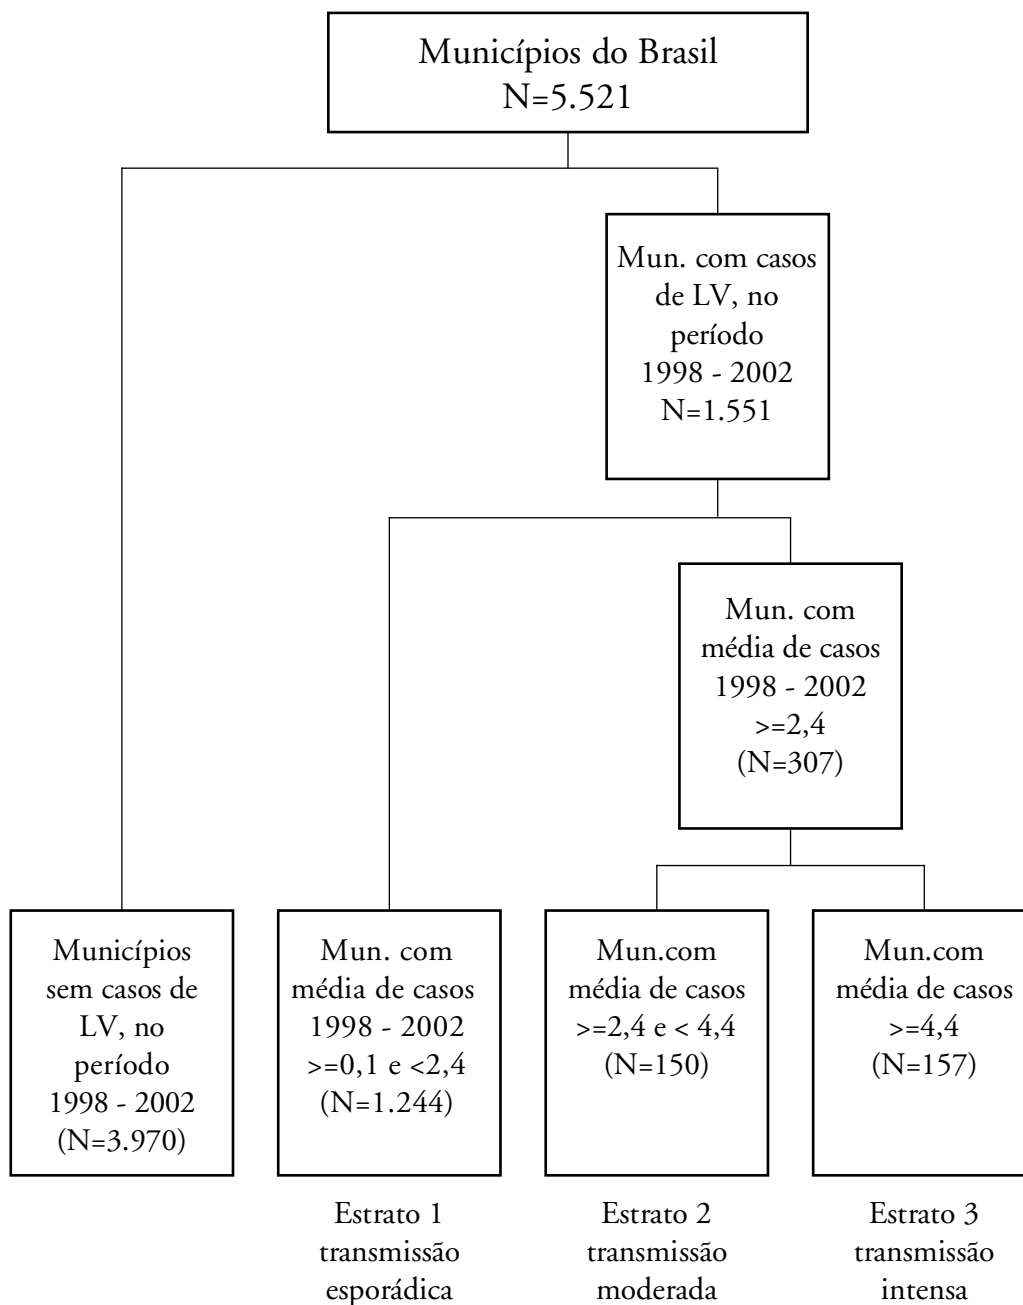 Municípios do Brasil
N=5.521
Mun. com casos
de LV, no
período
1998 - 2002
N=1.551
Mun. com
média de casos
1998 - 2002
>=2,4
(N=307)
Municípios
sem casos de
LV, no
período
1998 - 2002
(N=3.970)
Mun. com
média de casos
1998 - 2002
>=0,1 e <2,4
(N=1.244)
Mun.com
média de casos
>=2,4 e < 4,4
(N=150)
Mun.com
média de casos
>=4,4
(N=157)
Estrato 1
transmissão
esporádica
Estrato 2
transmissão
moderada
Estrato 3
transmissão
intensa